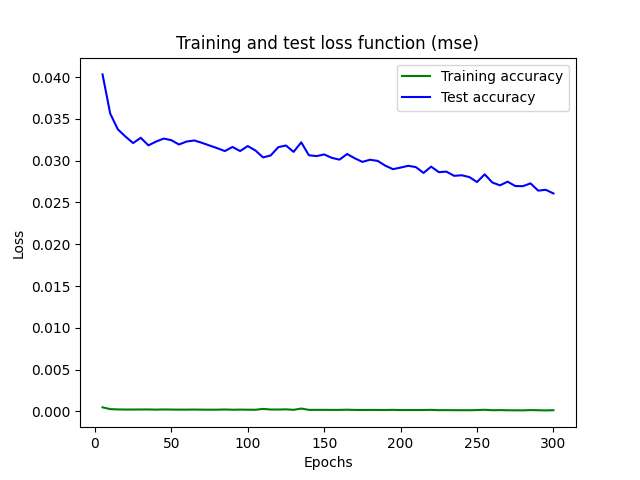 Training and test loss function (mse)
Training accuracy
Test accuracy
0.040
0.035
0.030
0.025
0.020
0.015
0.010
0.005
0.000
Loss
0 50 100 150 200 250 300
Epochs